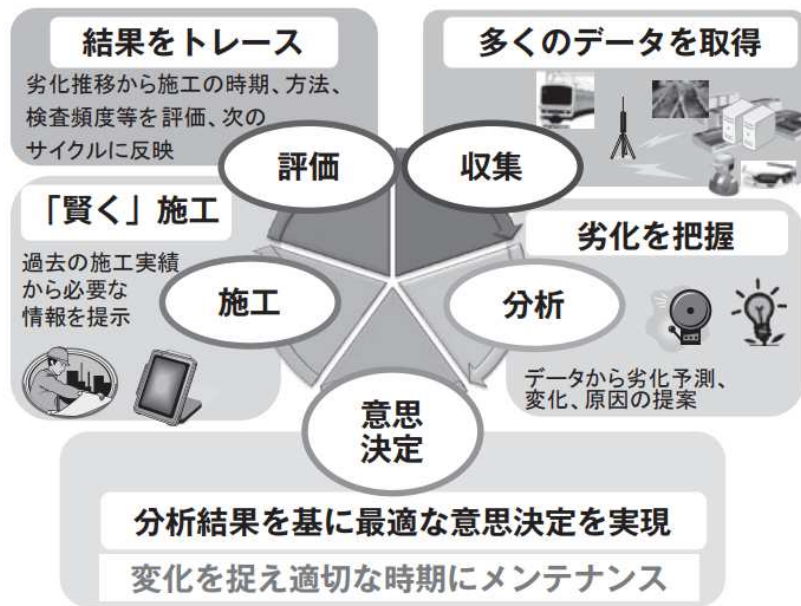 結果をトレース
劣化推移から施工の時期、方法、
検査頻度等を評価、次の
サイクルに反映
評価
多くのデータを取得
収集
劣化を把握
分析
データから劣化予測、
変化、原因の提案
意思
決定
分析結果を基に最適な意思決定を実現
変化を捉え適切な時期にメンテナンス
「賢く」施工
過去の施工実績
から必要な
情報を提示
施工